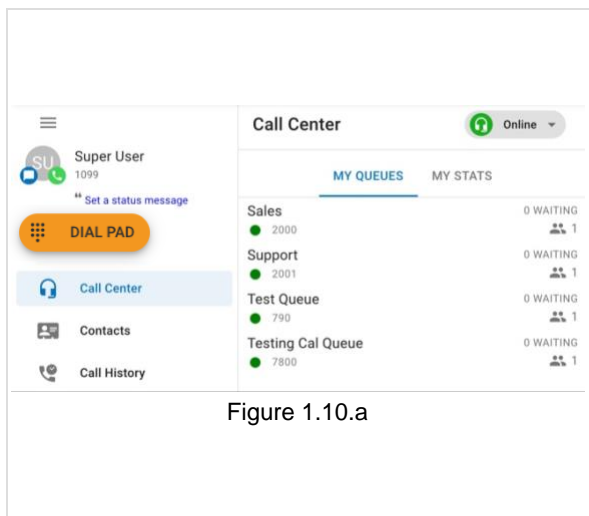 Call Center
Online
SU
Super User
1099
“ Set a status message
DIAL PAD
Call Center
Contacts
Call History
MY QUEUES MY STATS
Sales 0 WAITING
2000 1
Support 0 WAITING
2001 1
Test Queue 0 WAITING
790 1
Testing Cal Queue 0 WAITING
7800 1
Figure 1.10.a